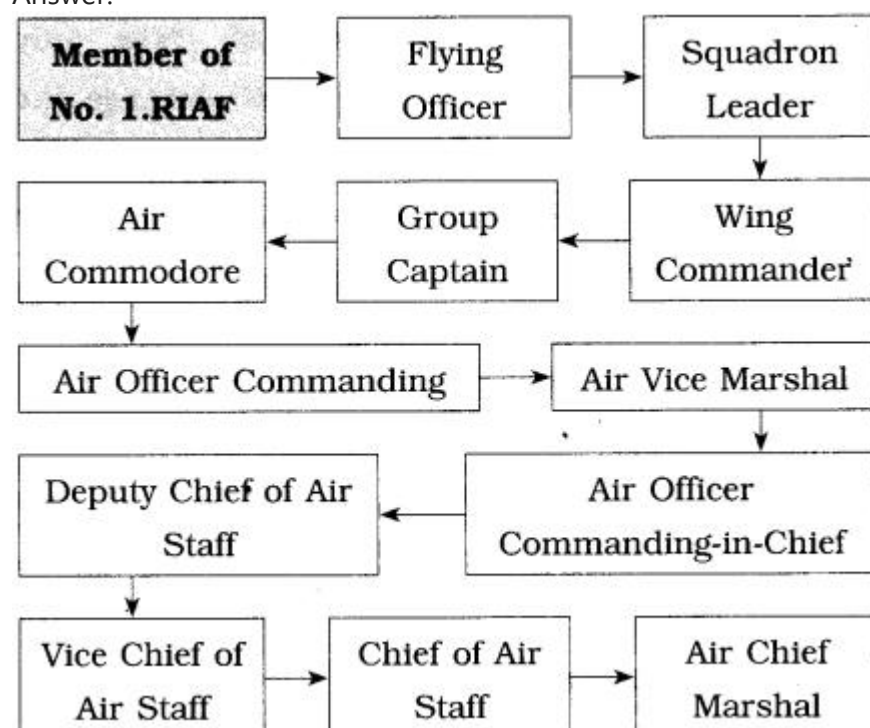 Answer:
Member of
No. 1.RIAF
Flying
Officer
Squadron
Leader
Wing
Commander
Group
Captain
Air
Commodore
Air Officer Commanding
Air Vice Marshal
Air Officer
Commanding-in-Chief
Deputy Chief of Air
Staff
Vice Chief of
Air Staff
Chief of Air
Staff
Air Chief
Marshal